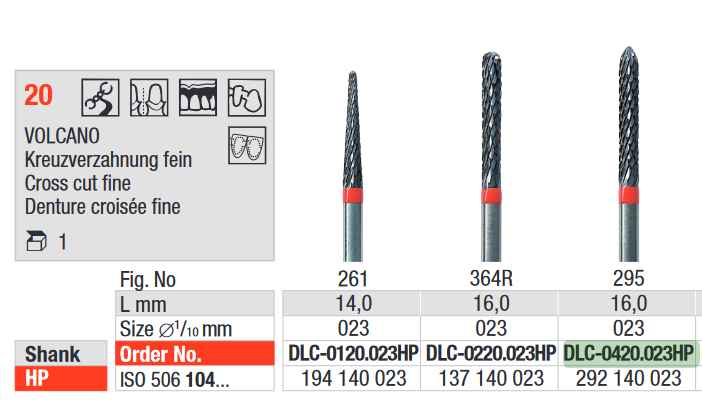 20
VOLCANO
Kreuzverzahnung fein
Cross cut fine
Denture croisée fine
1
Fig. No 261 364R 295
L mm 14,0 16,0 16,0
Size ∅1/10 mm 023 023 023
Shank Order No. DLC-0120.023HP DLC-0220.023HP DLC-0420.023HP
HP ISO 506 104... 194 140 023 137 140 023 292 140 023